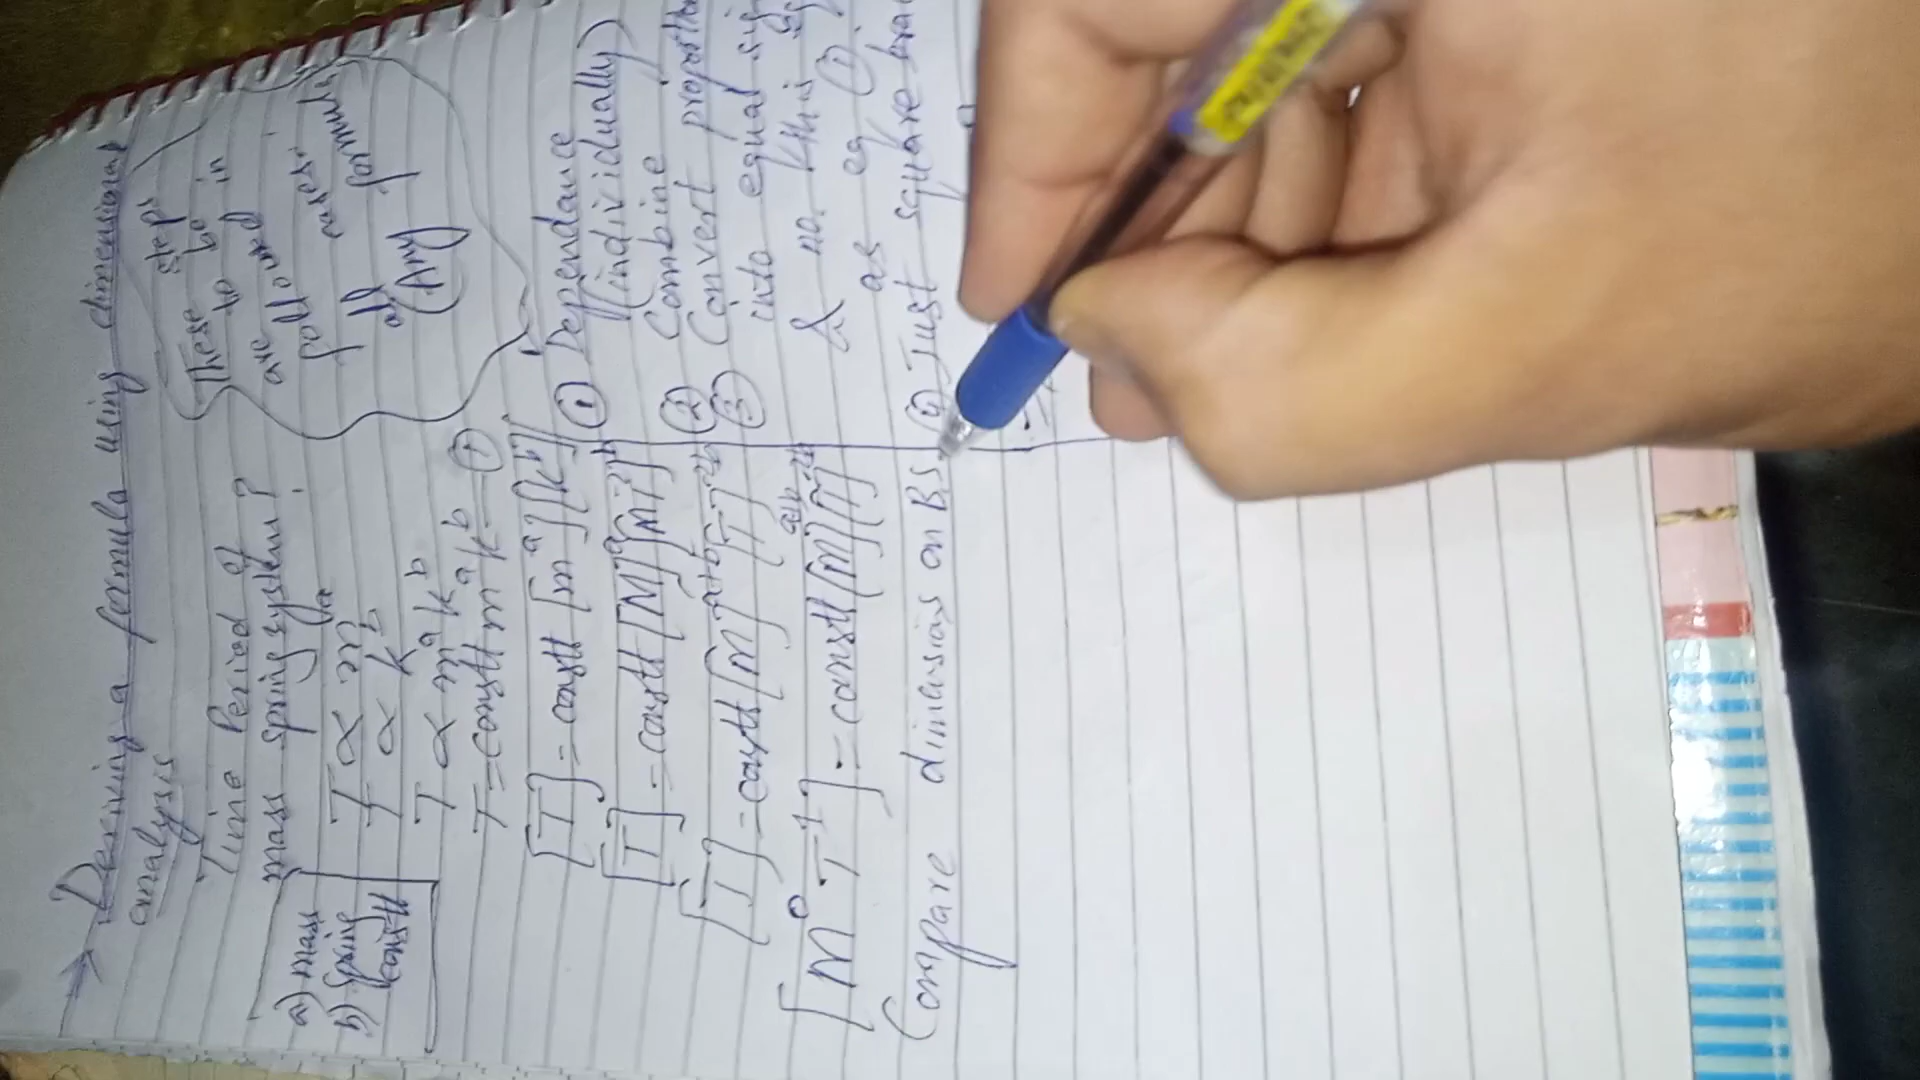 → Deriving a formula using dimensional
analysis
Time Period of
mass spring system?
a) mass
b) Spring
constt
T ∝ m^a
T ∝ k^b
T ∝ m^a k^b
T = constt m^a k^b — ①
[T] = constt [m^a][k^b]
[T] = constt [M]^a [MT^-2]^b
[T] = constt [M]^a+b [T]^-2b
[M^0 T^1] = constt [M]^a+b [T]^-2b
Compare dimensions on BS.
These steps
are to be
followed in
all cases.
(Any formula)
① Dependance
(individually)
② Combine
③ Convert
into equal
& no. this
as eq ①
④ Just square